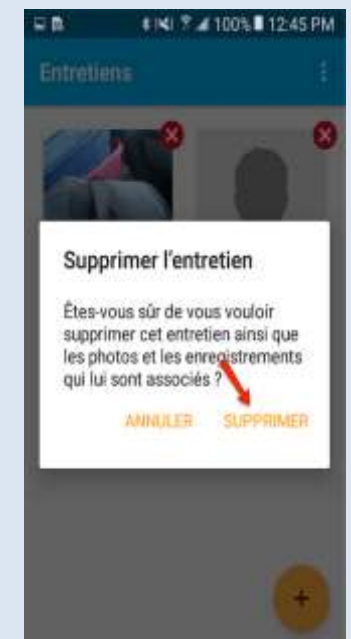 100% 12:45 PM
Entretiens
Supprimer l'entretien
Êtes-vous sûr de vous vouloir
supprimer cet entretien ainsi que
les photos et les enregistrements
qui lui sont associés ?
ANNULER SUPPRIMER
+